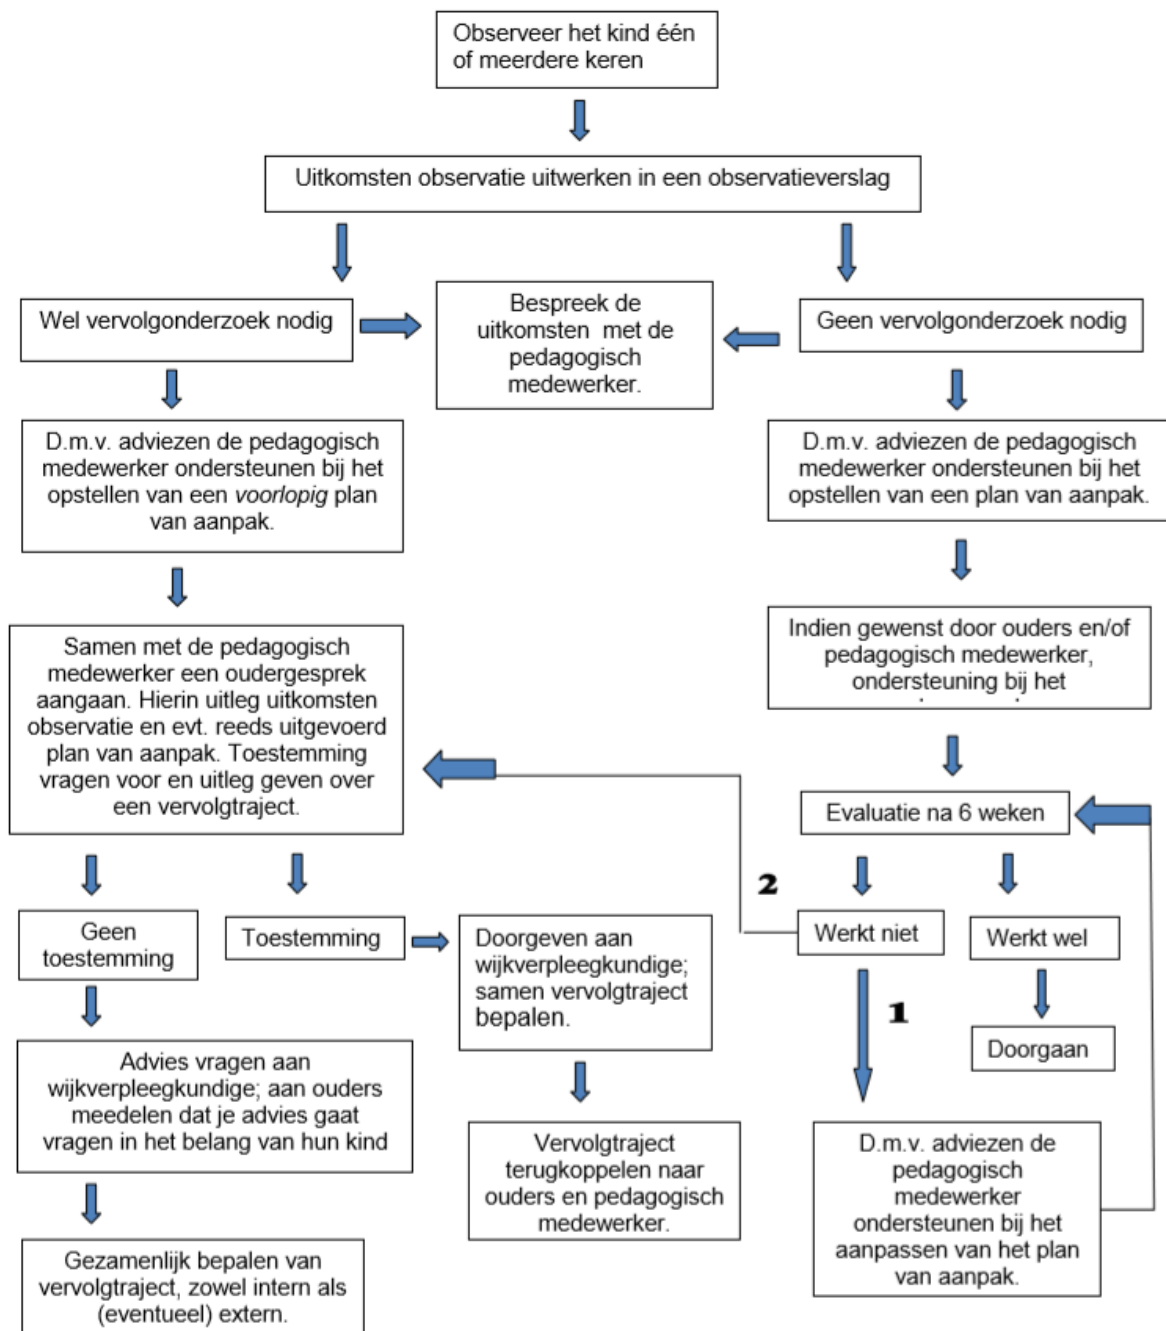 Observeer het kind één
of meerdere keren
Uitkomsten observatie uitwerken in een observatieverslag
Wel vervolgonderzoek nodig
Bespreek de
uitkomsten met de
pedagogisch
medewerker.
Geen vervolgonderzoek nodig
D.m.v. adviezen de pedagogisch
medewerker ondersteunen bij het
opstellen van een voorlopig plan
van aanpak.
D.m.v. adviezen de pedagogisch
medewerker ondersteunen bij het
opstellen van een plan van aanpak.
Samen met de pedagogisch
medewerker een oudergesprek
aangaan. Hierin uitleg uitkomsten
observatie en evt. reeds uitgevoerd
plan van aanpak. Toestemming
vragen voor en uitleg geven over
een vervolgtraject.
Indien gewenst door ouders en/of
pedagogisch medewerker,
ondersteuning bij het
Evaluatie na 6 weken
2
Geen
toestemming
Toestemming
Doorgeven aan
wijkverpleegkundige;
samen vervolgtraject
bepalen.
Werkt niet
Werkt wel
1
Doorgaan
Advies vragen aan
wijkverpleegkundige; aan ouders
meedelen dat je advies gaat
vragen in het belang van hun kind
Vervolgtraject
terugkoppelen naar
ouders en pedagogisch
medewerker.
D.m.v. adviezen de
pedagogisch
medewerker
ondersteunen bij het
aanpassen van het plan
van aanpak.
Gezamenlijk bepalen van
vervolgtraject, zowel intern als
(eventueel) extern.